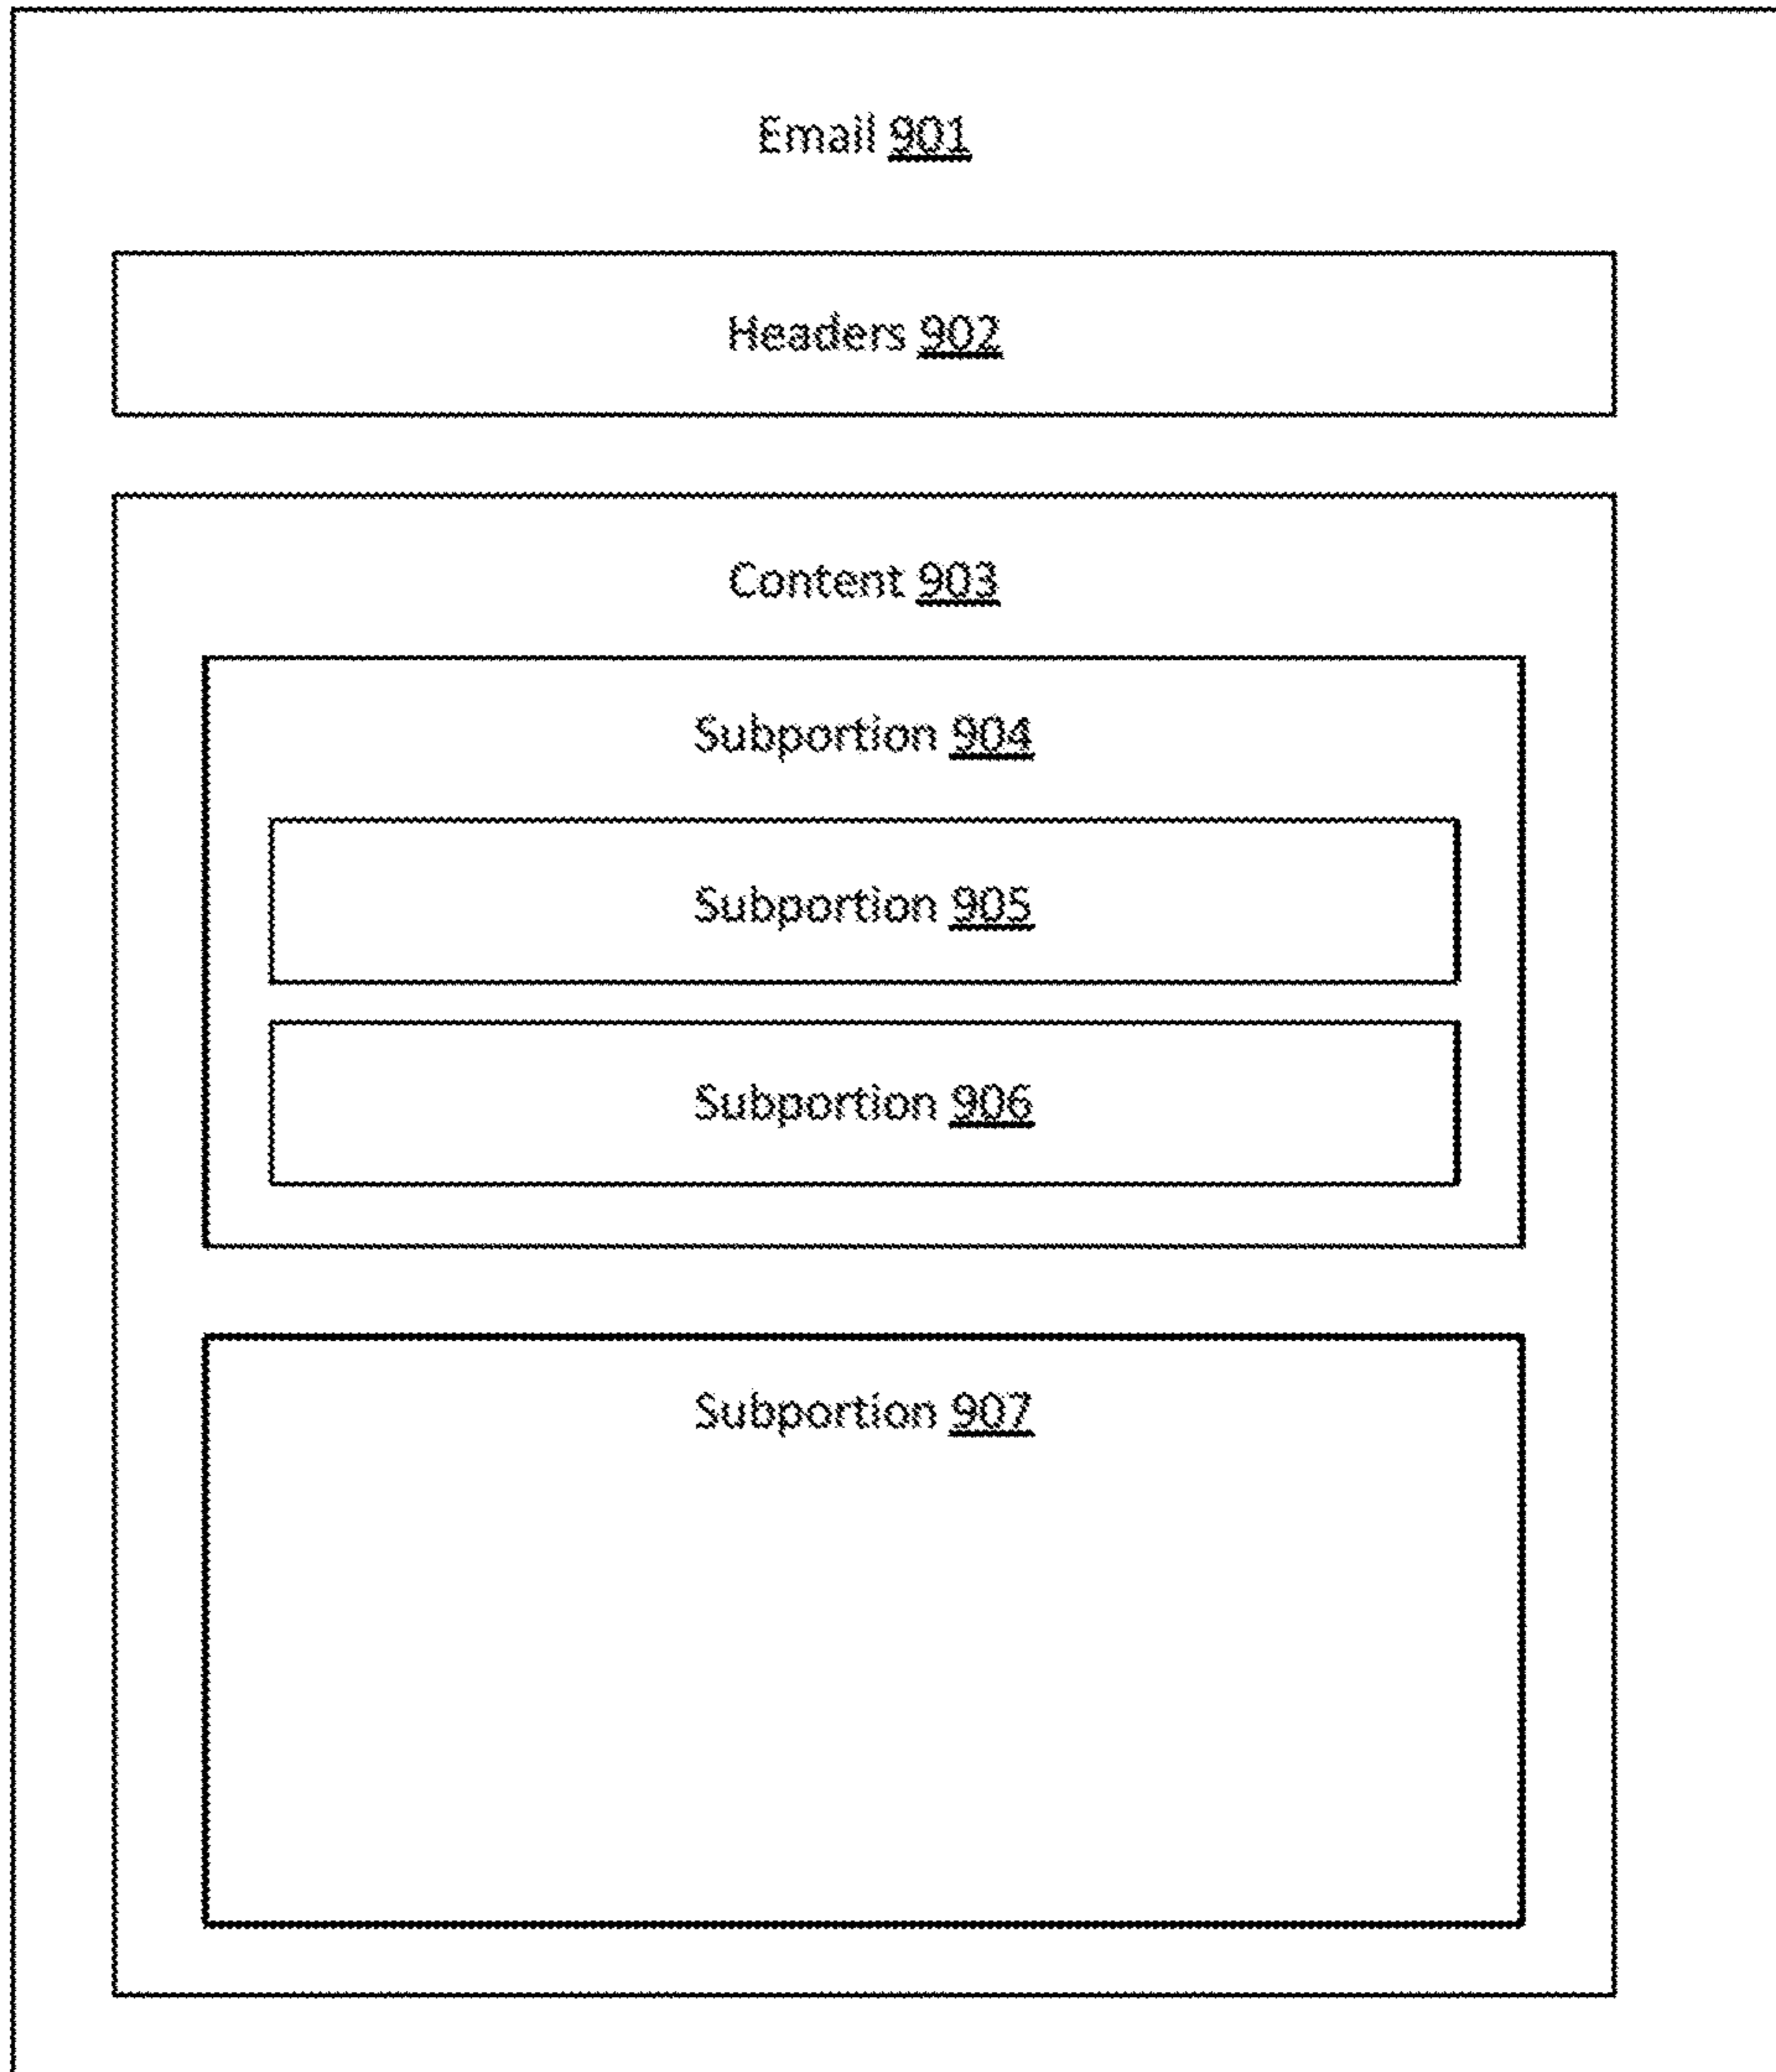 Email 901
Headers 902
Content 903
Subportion 904
Subportion 905
Subportion 906
Subportion 907